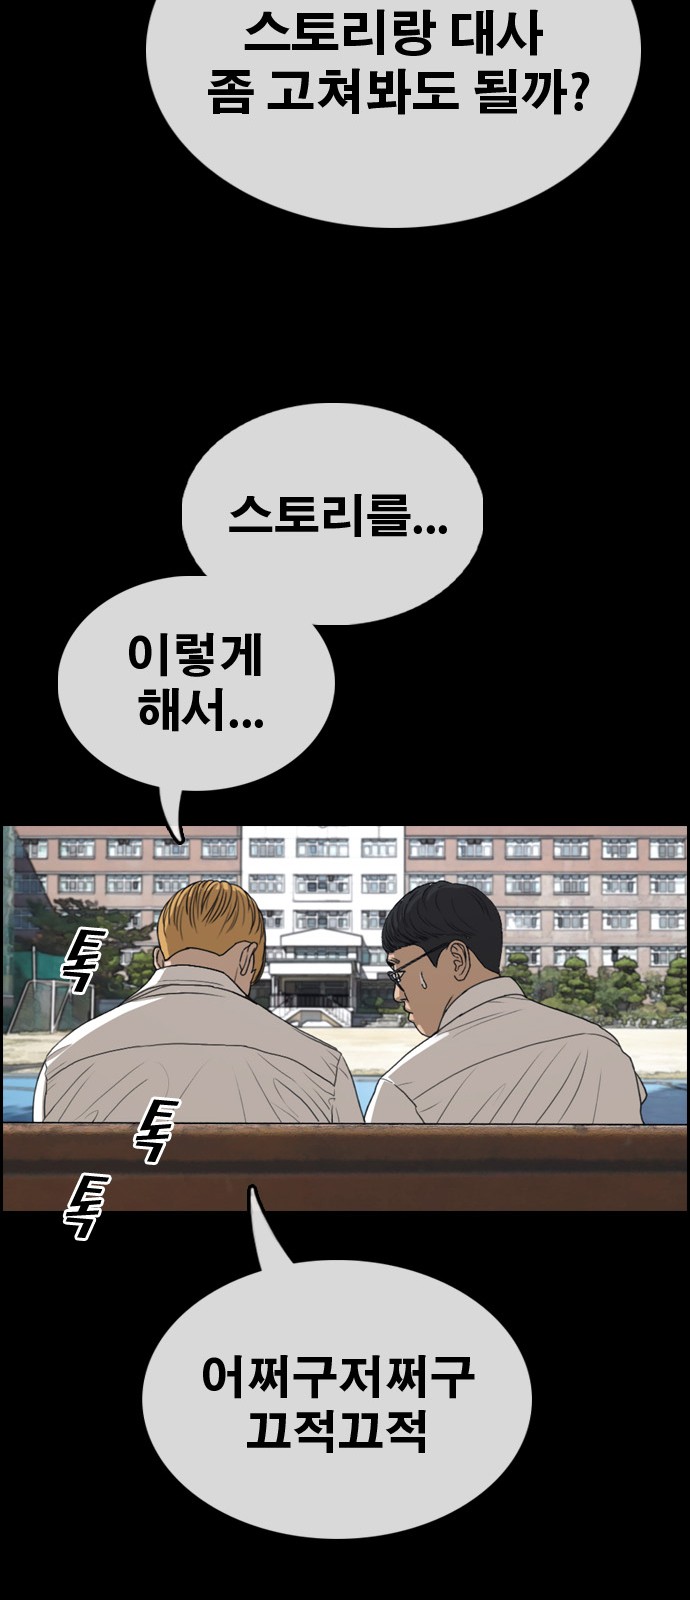 스토리랑 대사
좀 고쳐봐도 될까?
스토리를...
이렇게
해서...
톡
톡
톡
어쩌구저쩌구
끄적끄적